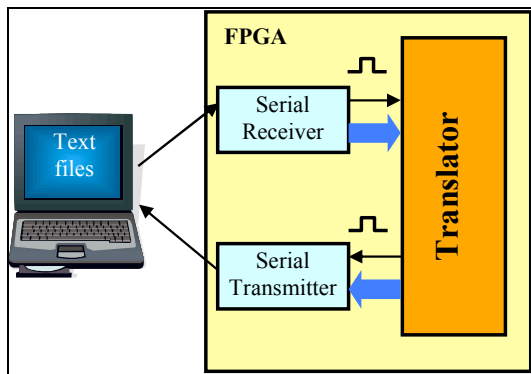 FPGA
Text
files
Serial
Receiver
Translator
Serial
Transmitter